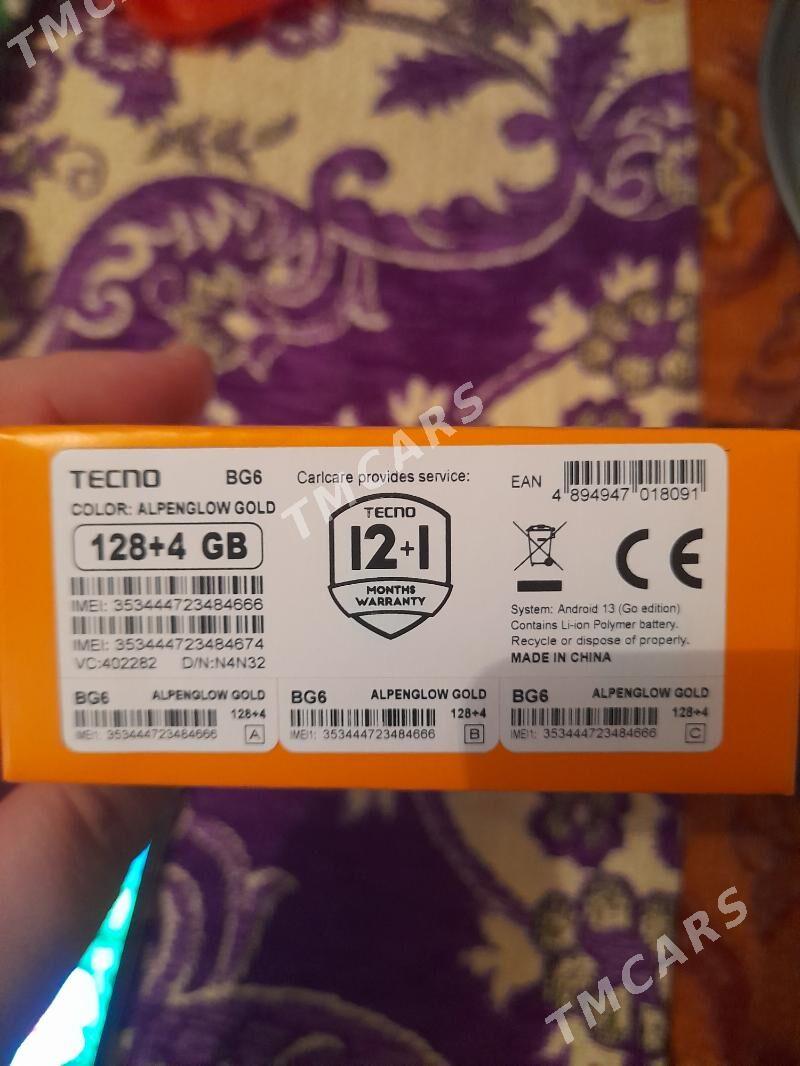 TMCARS
TECNO BG6
COLOR: ALPENGLOW GOLD
128+4 GB
IMEI: 353444723484666
IMEI: 353444723484674
VC:402282 D/N:N4N32
Carlcare provides service:
TECNO
12+1
MONTHS
WARRANTY
EAN
4 894947 018091
CE
System: Android 13 (Go edition)
Contains Li-ion Polymer battery.
Recycle or dispose of properly.
MADE IN CHINA
BG6 ALPENGLOW GOLD
128+4
IMEI1: 353444723484666 A
BG6 ALPENGLOW GOLD
128+4
IMEI1: 353444723484666 B
BG6 ALPENGLOW GOLD
128+4
IMEI1: 353444723484666 C
TMCARS
TMCARS